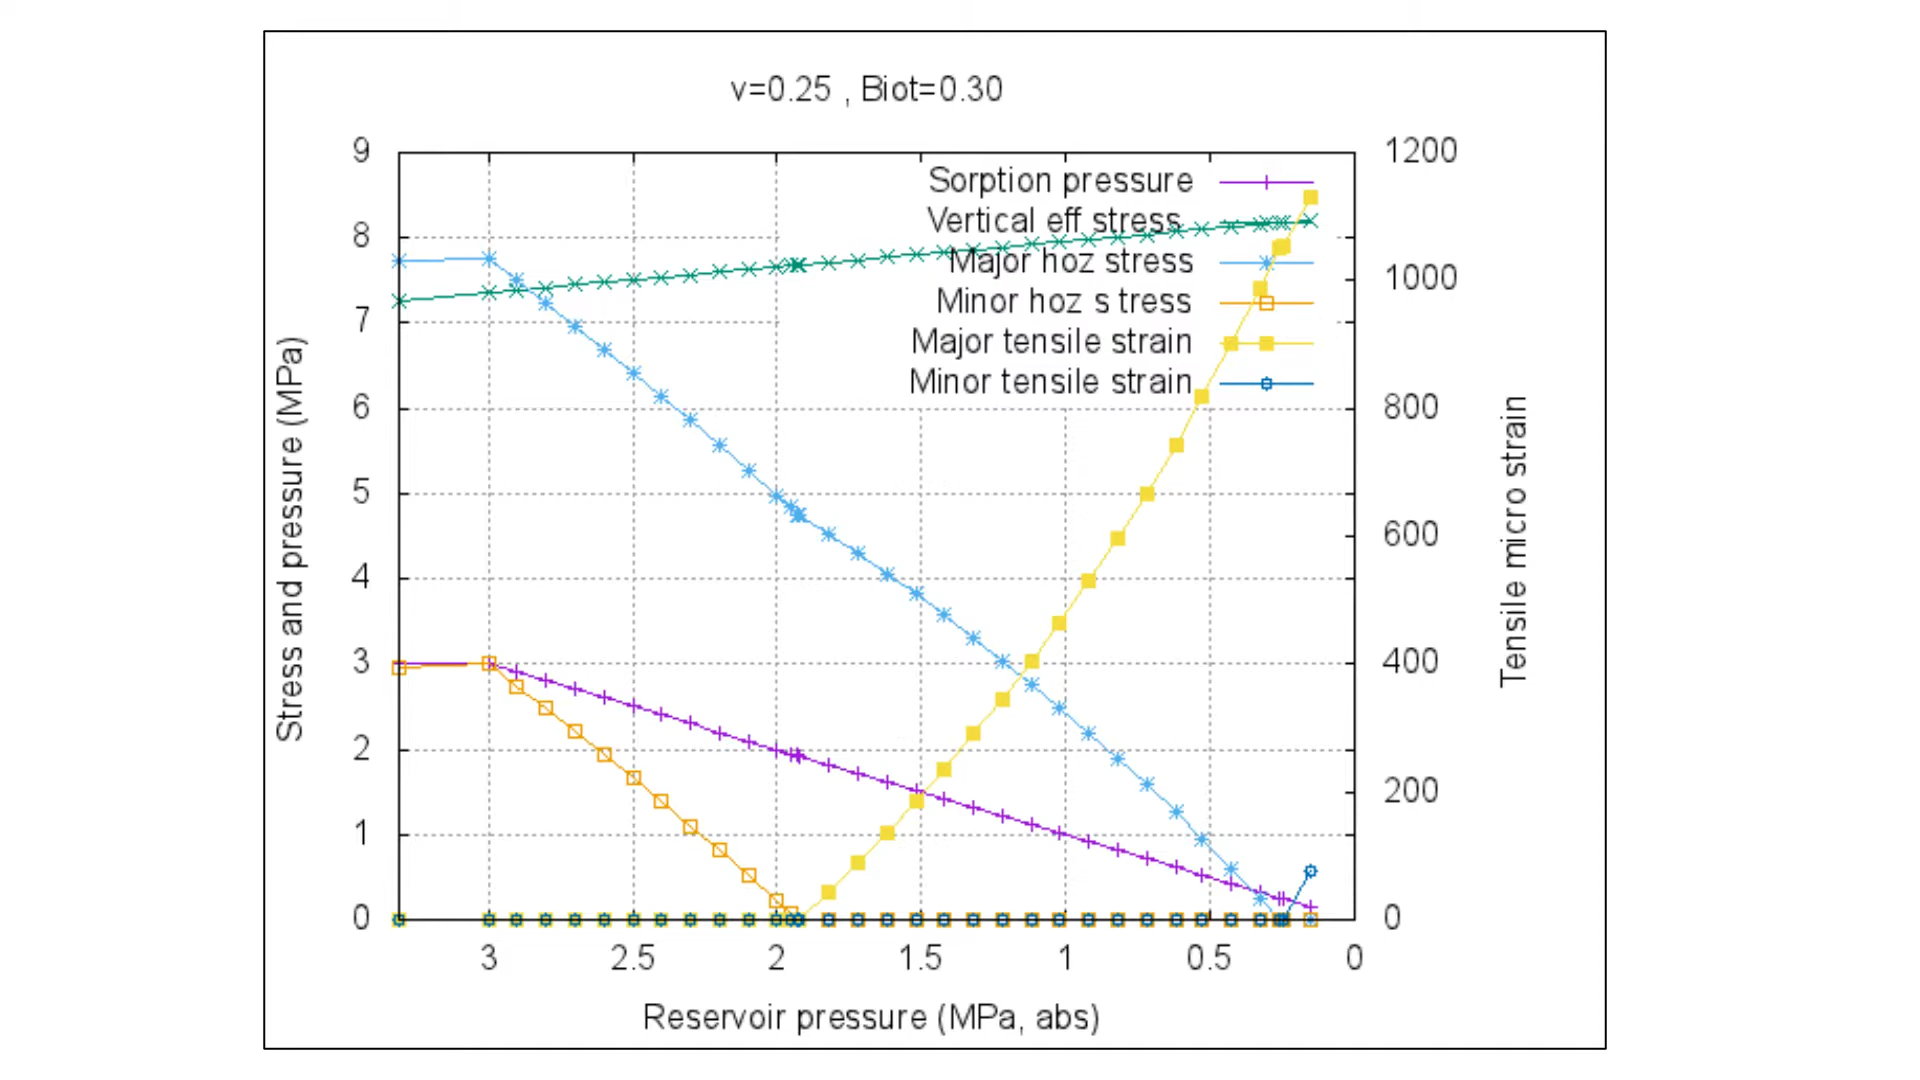 v=0.25 , Biot=0.30
9
8
7
6
5
4
3
2
1
0
1200
1000
800
600
400
200
0
Sorption pressure
Vertical eff stress
Major hoz stress
Minor hoz s tress
Major tensile strain
Minor tensile strain
Stress and pressure (MPa)
Tensile micro strain
3 2.5 2 1.5 1 0.5 0
Reservoir pressure (MPa, abs)